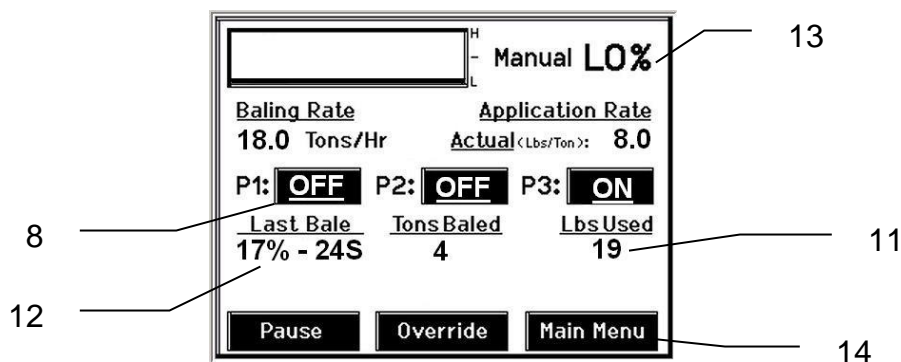 H
-
L
Manual LO%
13
Baling Rate Application Rate
18.0 Tons/Hr Actual (Lbs/Ton): 8.0
P1: OFF P2: OFF P3: ON
8
Last Bale Tons Baled Lbs Used
11
17% - 24S 4 19
12
Pause Override Main Menu
14